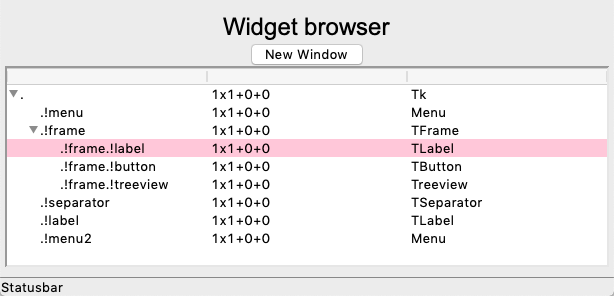 Widget browser
New Window
. 1x1+0+0 Tk
.!menu 1x1+0+0 Menu
.!frame 1x1+0+0 TFrame
.!frame.!label 1x1+0+0 TLabel
.!frame.!button 1x1+0+0 TButton
.!frame.!treeview 1x1+0+0 Treeview
.!separator 1x1+0+0 TSeparator
.!label 1x1+0+0 TLabel
.!menu2 1x1+0+0 Menu
Statusbar